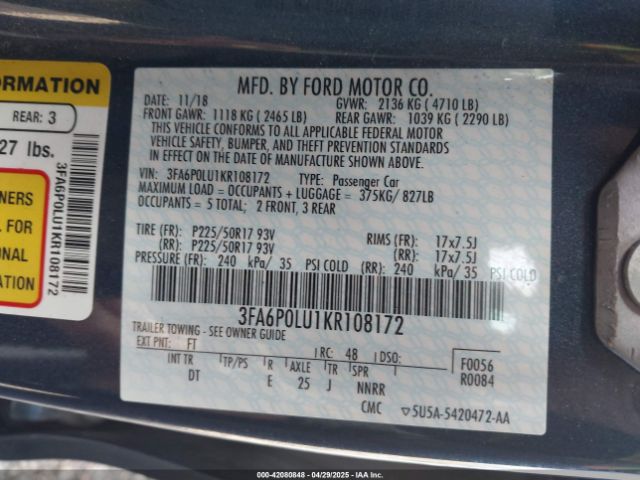 FORMATION
REAR: 3
27 lbs.
3FA6P0LU1KR108172
NERS
L FOR
ONAL
MATION
MFD. BY FORD MOTOR CO.
DATE: 11/18 GVWR: 2136 KG ( 4710 LB)
FRONT GAWR: 1118 KG ( 2465 LB) REAR GAWR: 1039 KG ( 2290 LB)
THIS VEHICLE CONFORMS TO ALL APPLICABLE FEDERAL MOTOR
VEHICLE SAFETY, BUMPER, AND THEFT PREVENTION STANDARDS
IN EFFECT ON THE DATE OF MANUFACTURE SHOWN ABOVE.
VIN: 3FA6P0LU1KR108172 TYPE: Passenger Car
MAXIMUM LOAD = OCCUPANTS + LUGGAGE = 375KG/ 827LB
OCCUPANTS = 5 TOTAL; 2 FRONT, 3 REAR
TIRE (FR): P225/50R17 93V RIMS (FR): 17x7.5J
(RR): P225/50R17 93V (RR): 17x7.5J
PRESSURE (FR): 240 kPa/ 35 PSI COLD (RR): 240 kPa/ 35 PSI COLD
3FA6P0LU1KR108172
TRAILER TOWING - SEE OWNER GUIDE
EXT PNT: FT RC: 48 DSO: F0056
INT TR TP/PS R AXLE TR SPR R0084
DT E 25 J NNRR
CMC 5U5A-5420472-AA
000-42080848 - 04/29/2025 - IAA, Inc.